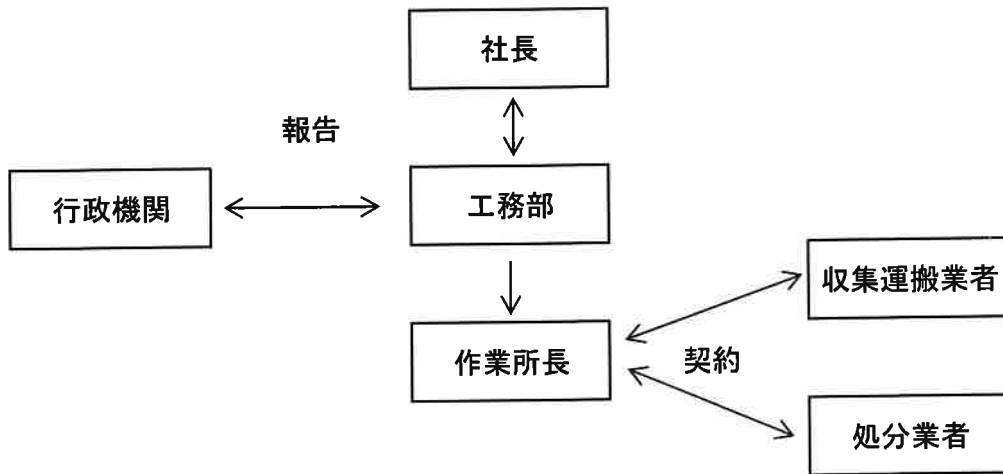 社長
報告
行政機関
工務部
収集運搬業者
作業所長
契約
処分業者